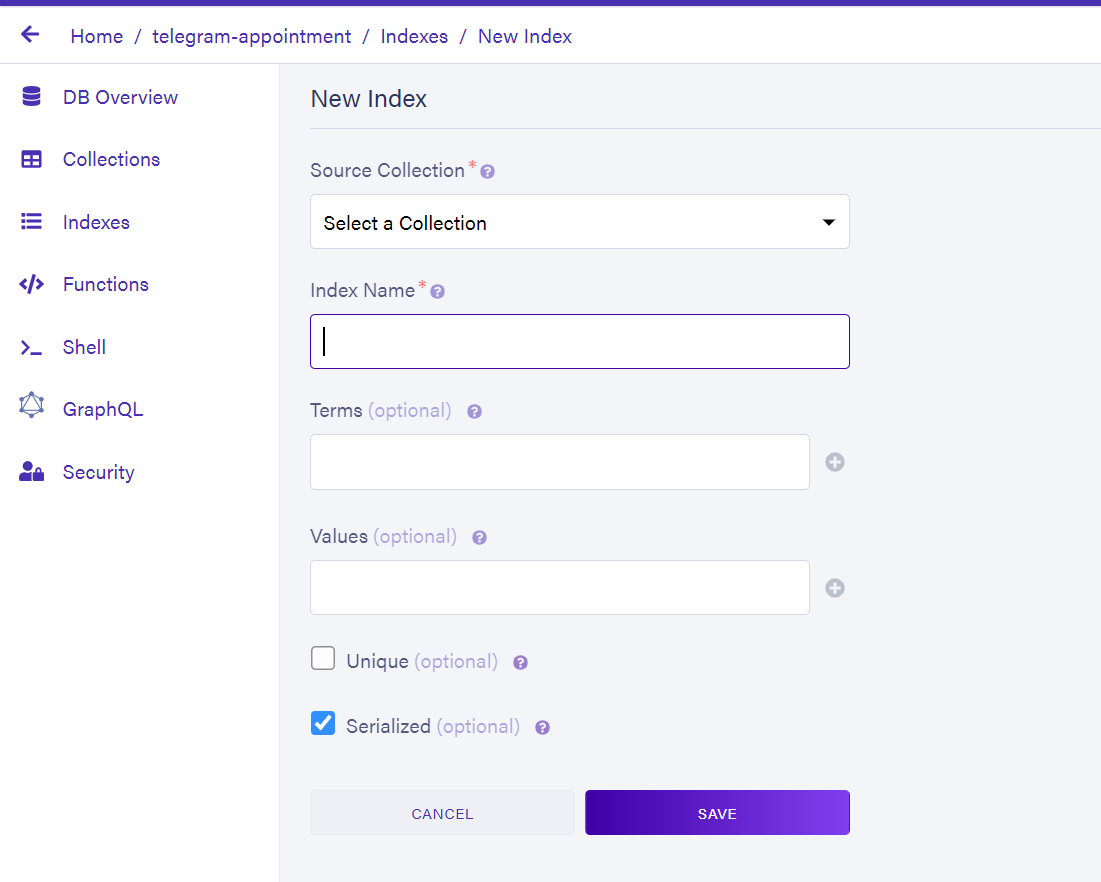 Home / telegram-appointment / Indexes / New Index
DB Overview
Collections
Indexes
Functions
Shell
GraphQL
Security
New Index
Source Collection * ?
Select a Collection
Index Name * ?
Terms (optional) ?
Values (optional) ?
Unique (optional) ?
Serialized (optional) ?
CANCEL
SAVE